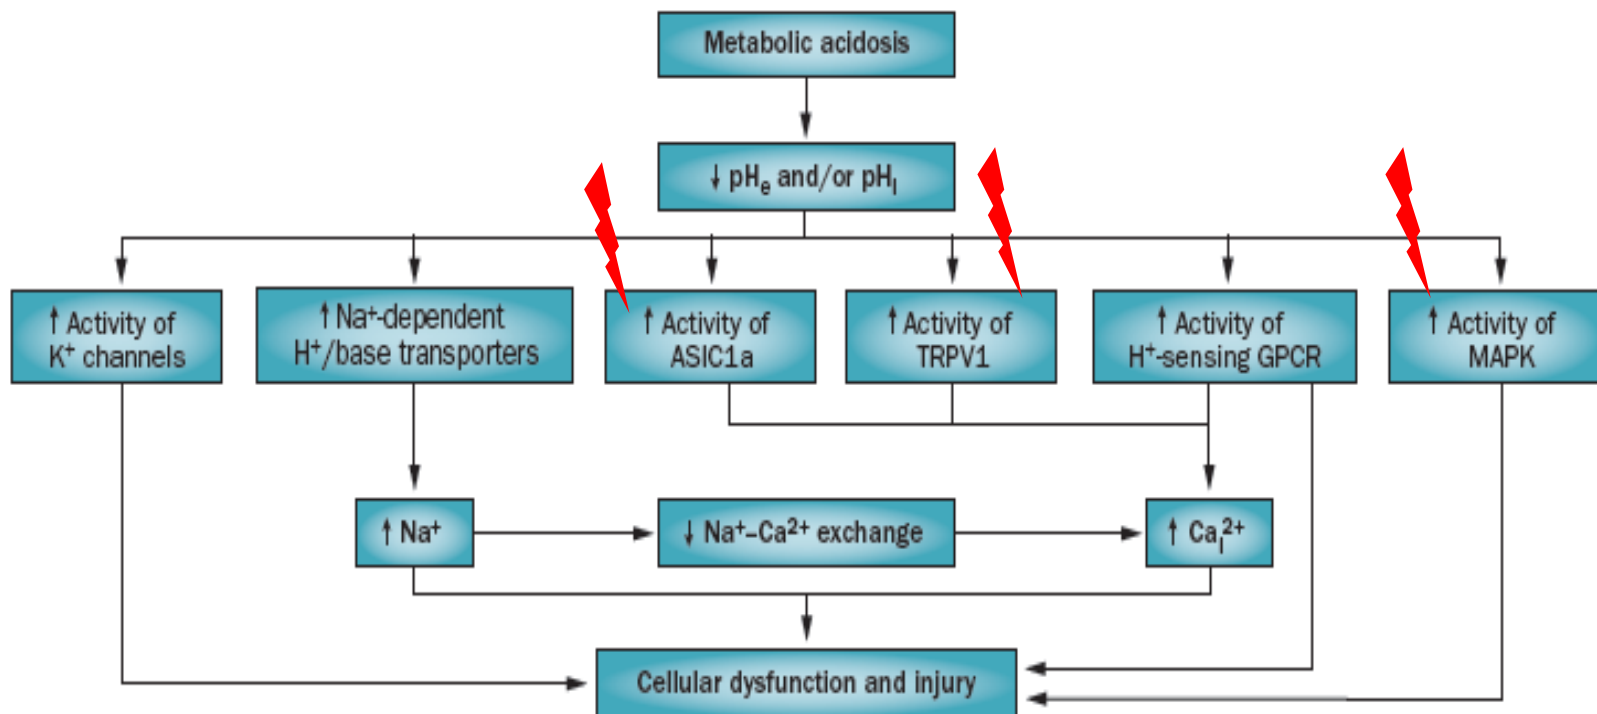 Metabolic acidosis
↓ pHe and/or pHI
↑ Activity of
K⁺ channels
↑ Na⁺-dependent
H⁺/base transporters
↑ Activity of
ASIC1a
↑ Activity of
TRPV1
↑ Activity of
H⁺-sensing GPCR
↑ Activity of
MAPK
↑ Na⁺
↓ Na⁺–Ca²⁺ exchange
↑ CaI²⁺
Cellular dysfunction and injury